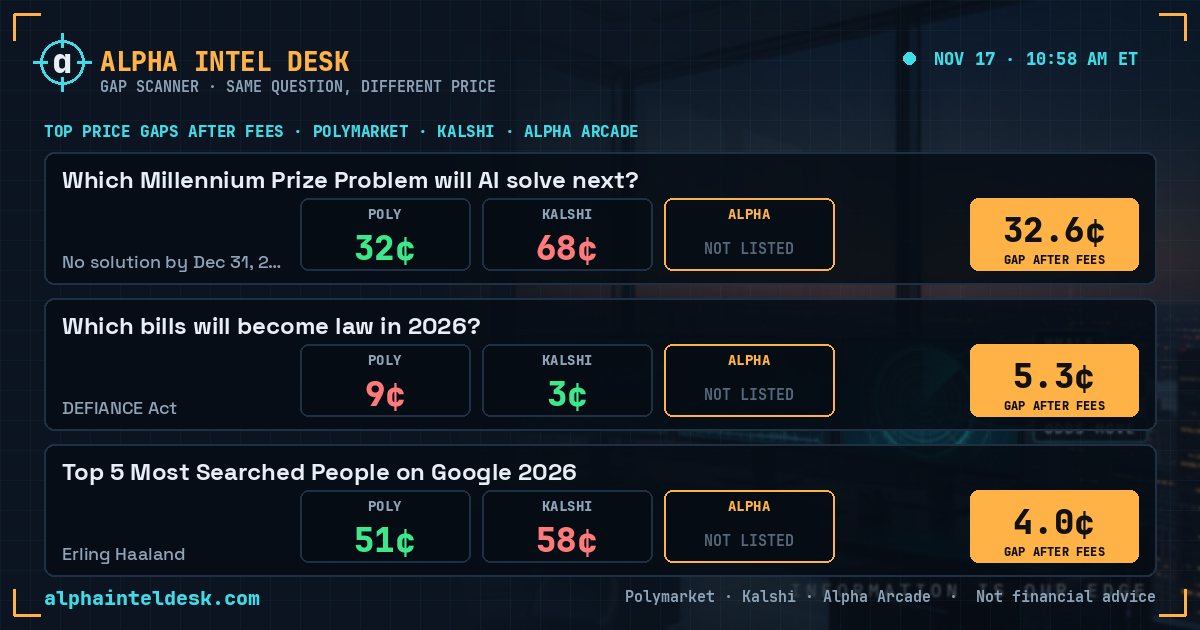 α ALPHA INTEL DESK
GAP SCANNER · SAME QUESTION, DIFFERENT PRICE
NOV 17 · 10:58 AM ET
TOP PRICE GAPS AFTER FEES · POLYMARKET · KALSHI · ALPHA ARCADE
Which Millennium Prize Problem will AI solve next?
No solution by Dec 31, 2…
POLY
32¢
KALSHI
68¢
ALPHA
NOT LISTED
32.6¢
GAP AFTER FEES
Which bills will become law in 2026?
DEFIANCE Act
POLY
9¢
KALSHI
3¢
ALPHA
NOT LISTED
5.3¢
GAP AFTER FEES
Top 5 Most Searched People on Google 2026
Erling Haaland
POLY
51¢
KALSHI
58¢
ALPHA
NOT LISTED
4.0¢
GAP AFTER FEES
INFORMATION IS OUR EDGE
alphainteldesk.com
Polymarket · Kalshi · Alpha Arcade · Not financial advice